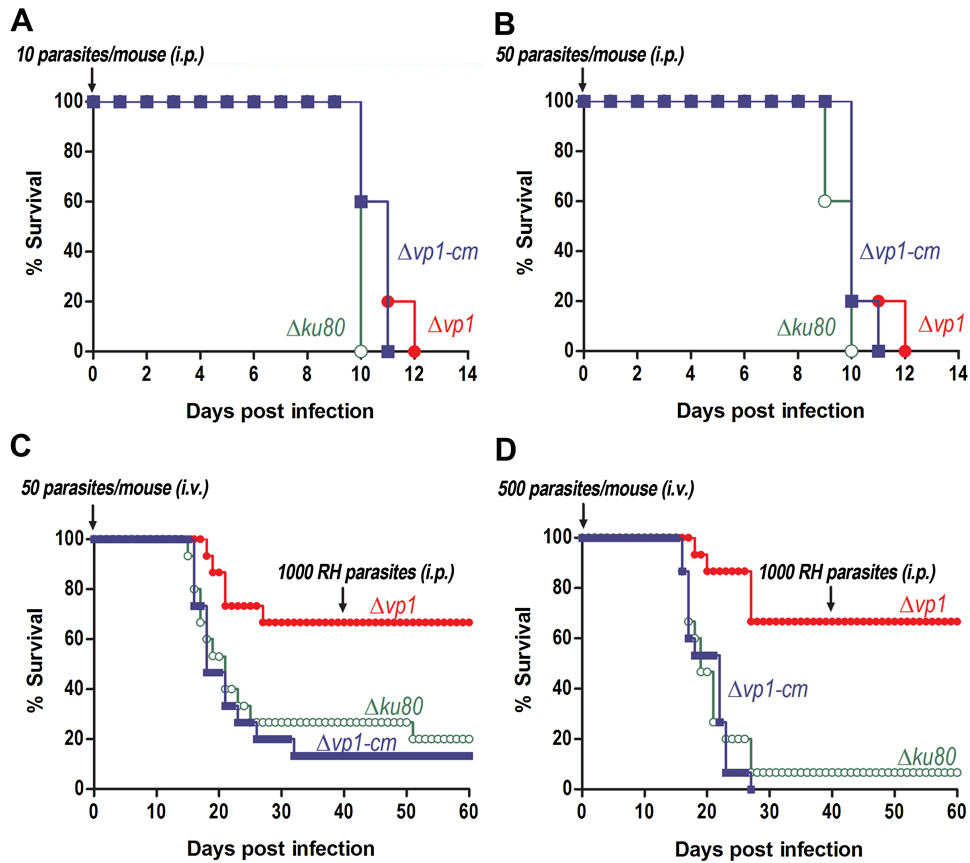 A
10 parasites/mouse (i.p.)
100
80
60
40
20
0
% Survival
Δvp1-cm
Δku80
Δvp1
0 2 4 6 8 10 12 14
Days post infection
B
50 parasites/mouse (i.p.)
100
80
60
40
20
0
% Survival
Δvp1-cm
Δku80
Δvp1
0 2 4 6 8 10 12 14
Days post infection
C
50 parasites/mouse (i.v.)
100
80
60
40
20
0
% Survival
1000 RH parasites (i.p.)
Δvp1
Δku80
Δvp1-cm
0 10 20 30 40 50 60
Days post infection
D
500 parasites/mouse (i.v.)
100
80
60
40
20
0
% Survival
1000 RH parasites (i.p.)
Δvp1
Δvp1-cm
Δku80
0 10 20 30 40 50 60
Days post infection